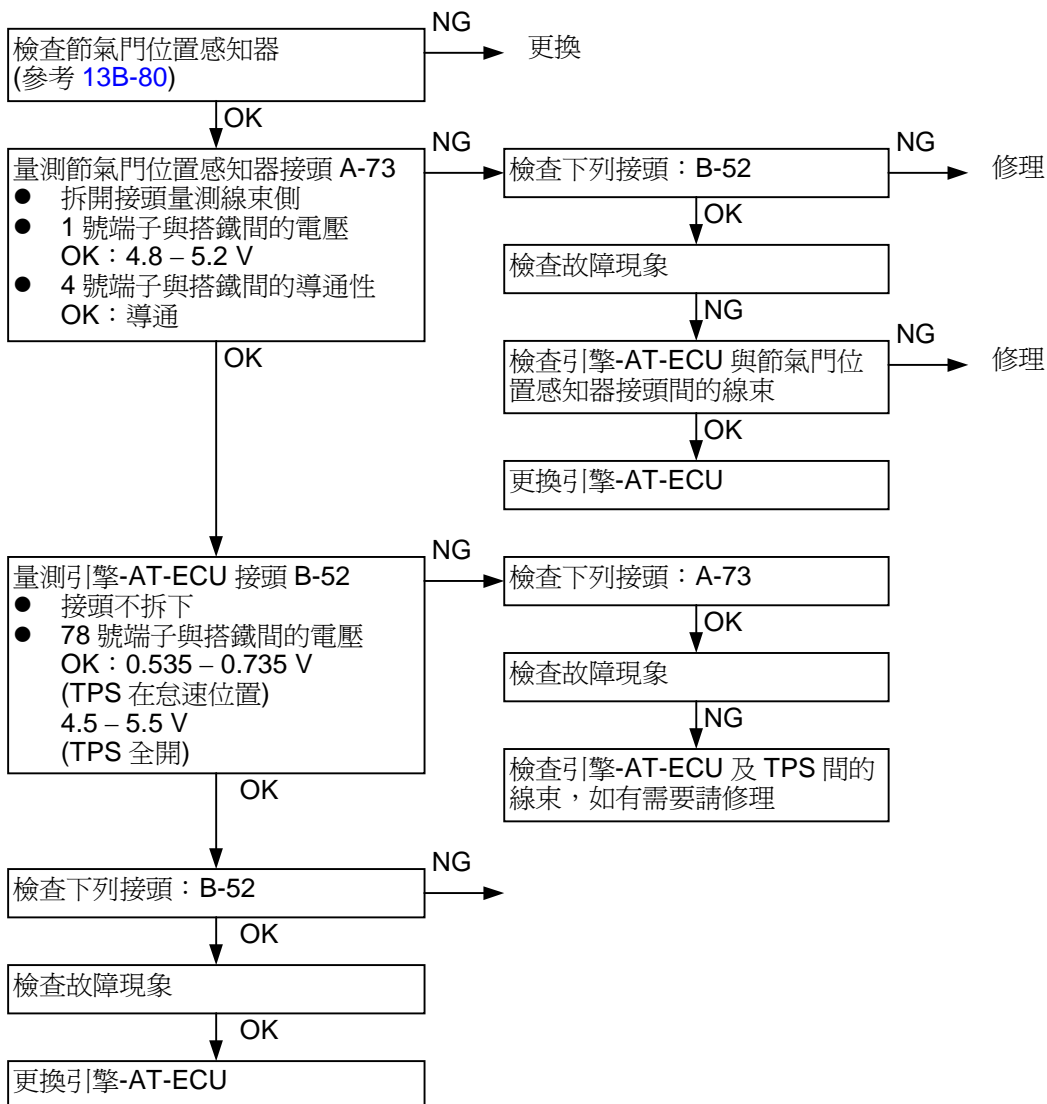 檢查節氣門位置感知器
(參考 13B-80)
NG
更換
OK
量測節氣門位置感知器接頭 A-73
● 拆開接頭量測線束側
● 1 號端子與搭鐵間的電壓
OK：4.8 – 5.2 V
● 4 號端子與搭鐵間的導通性
OK：導通
NG
檢查下列接頭：B-52
NG
修理
OK
檢查故障現象
NG
檢查引擎-AT-ECU 與節氣門位
置感知器接頭間的線束
NG
修理
OK
更換引擎-AT-ECU
OK
量測引擎-AT-ECU 接頭 B-52
● 接頭不拆下
● 78 號端子與搭鐵間的電壓
OK：0.535 – 0.735 V
(TPS 在怠速位置)
4.5 – 5.5 V
(TPS 全開)
NG
檢查下列接頭：A-73
OK
檢查故障現象
NG
檢查引擎-AT-ECU 及 TPS 間的
線束，如有需要請修理
OK
檢查下列接頭：B-52
NG
OK
檢查故障現象
OK
更換引擎-AT-ECU